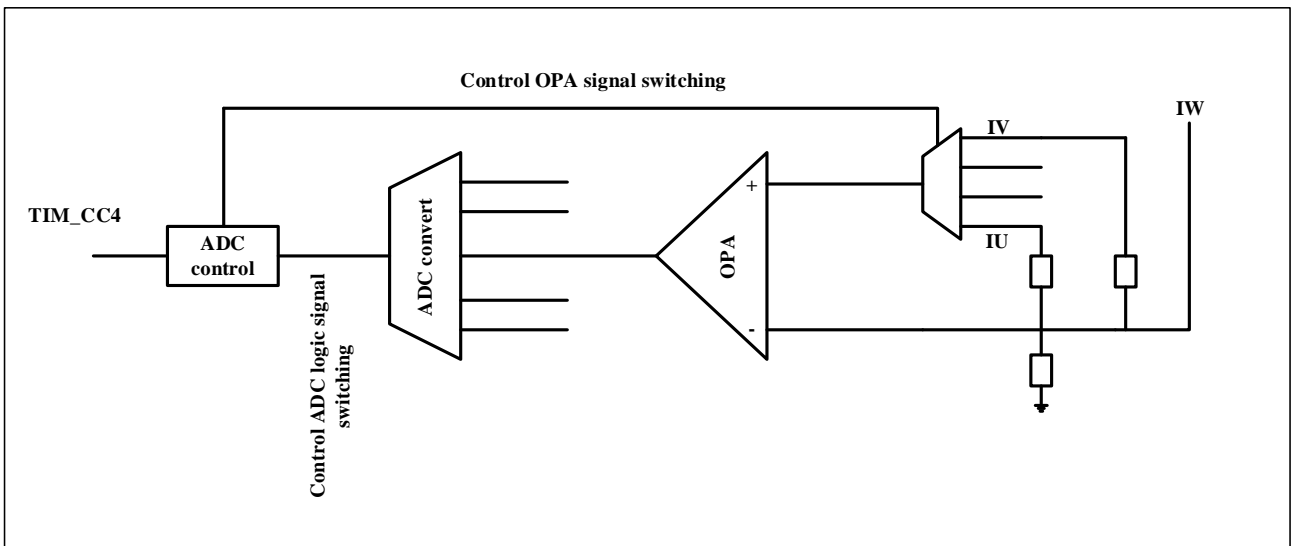 Control OPA signal switching
IW
IV
TIM_CC4
ADC
control
ADC convert
OPA
+
-
IU
Control ADC logic signal
switching